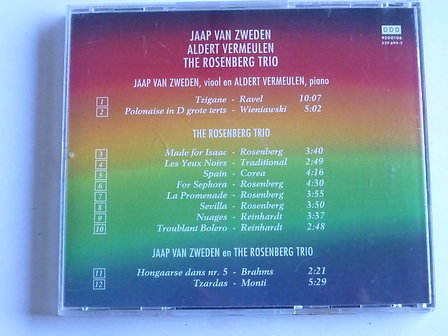 JAAP VAN ZWEDEN
ALDERT VERMEULEN
THE ROSENBERG TRIO
DDD
9500106
539 694-2
JAAP VAN ZWEDEN, viool en ALDERT VERMEULEN, piano
1 Tzigane - Ravel 10:07
2 Polonaise in D grote terts - Wieniawski 5:02
THE ROSENBERG TRIO
3 Made for Isaac - Rosenberg 3:40
4 Les Yeux Noirs - Traditional 2:49
5 Spain - Corea 4:16
6 For Sephora - Rosenberg 4:30
7 La Promenade - Rosenberg 3:55
8 Sevilla - Rosenberg 3:50
9 Nuages - Reinhardt 3:37
10 Troublant Bolero - Reinhardt 2:48
JAAP VAN ZWEDEN en THE ROSENBERG TRIO
11 Hongaarse dans nr. 5 - Brahms 2:21
12 Tzardas - Monti 5:29